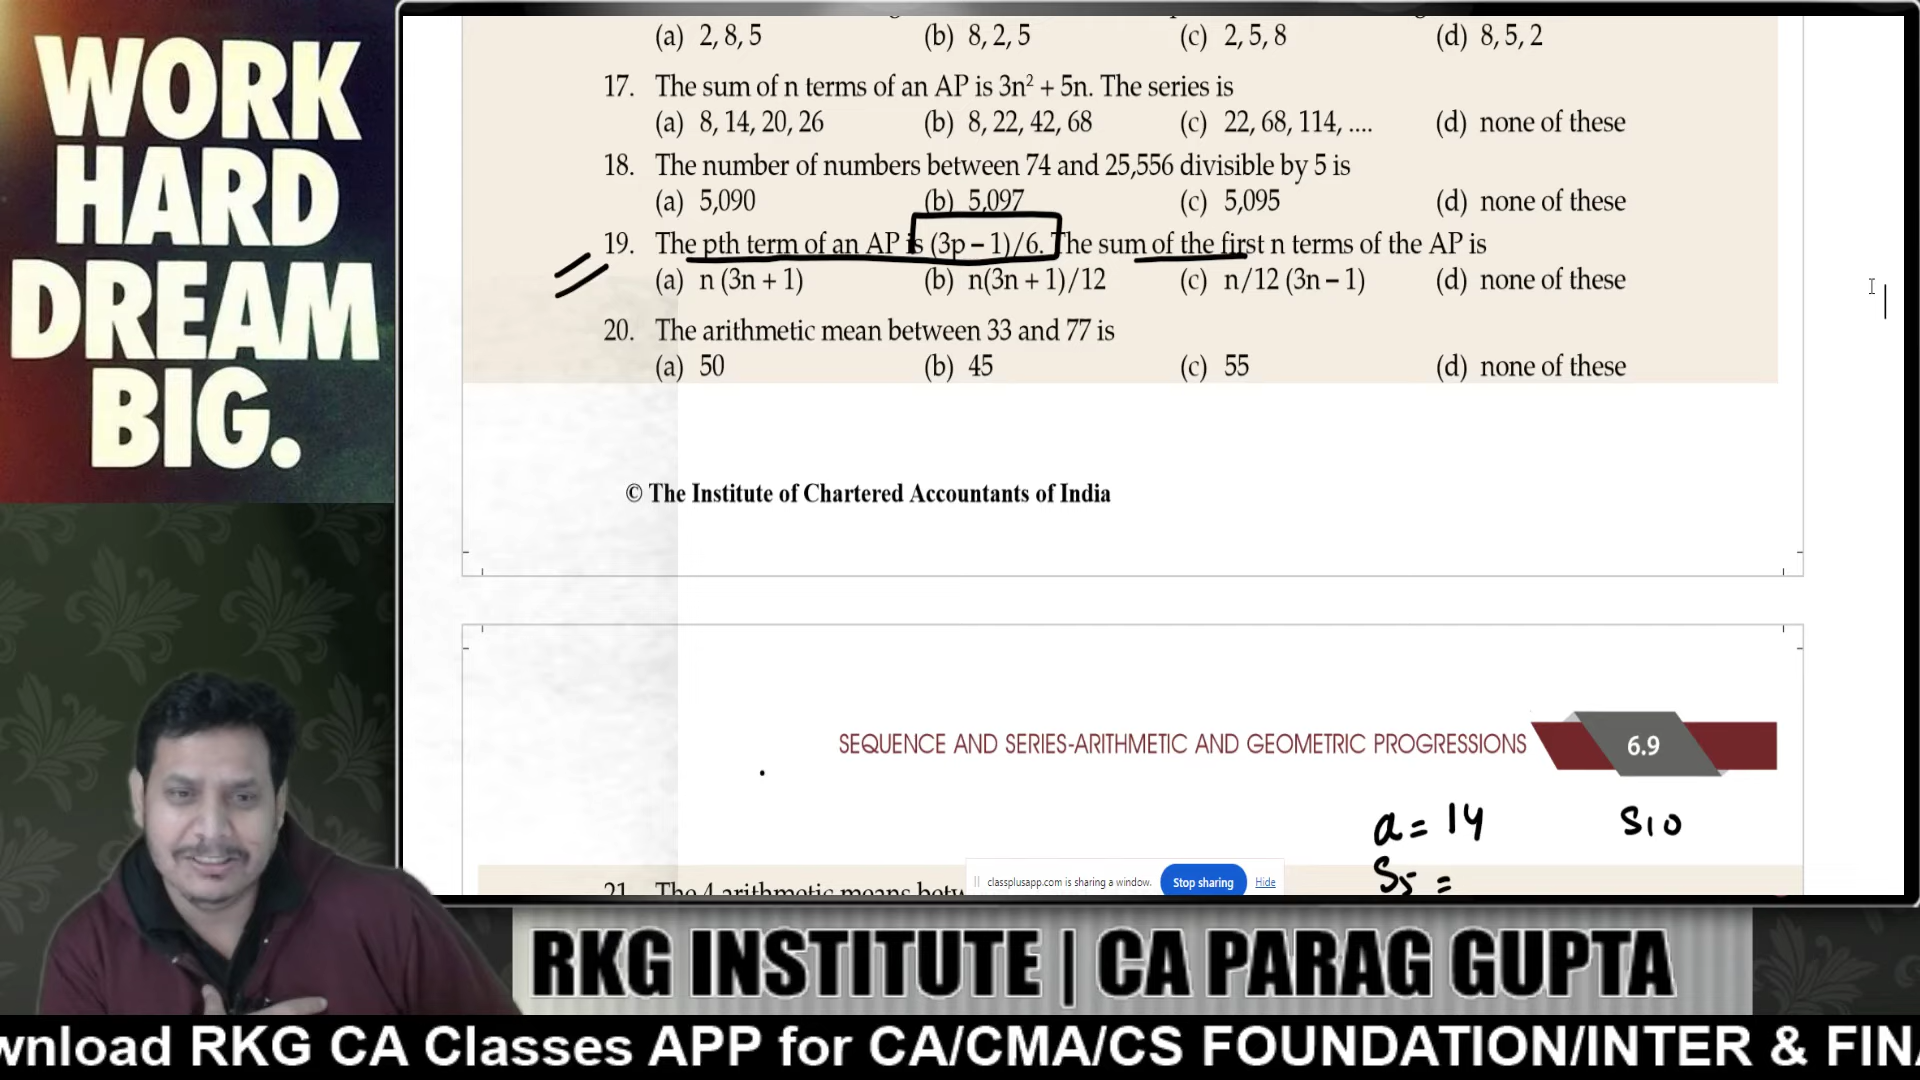 WORK
HARD
DREAM
BIG.
(a) 2, 8, 5 (b) 8, 2, 5 (c) 2, 5, 8 (d) 8, 5, 2
17. The sum of n terms of an AP is 3n² + 5n. The series is
(a) 8, 14, 20, 26 (b) 8, 22, 42, 68 (c) 22, 68, 114, .... (d) none of these
18. The number of numbers between 74 and 25,556 divisible by 5 is
(a) 5,090 (b) 5,097 (c) 5,095 (d) none of these
19. The pth term of an AP is (3p – 1)/6. The sum of the first n terms of the AP is
(a) n (3n + 1) (b) n(3n + 1)/12 (c) n/12 (3n – 1) (d) none of these
20. The arithmetic mean between 33 and 77 is
(a) 50 (b) 45 (c) 55 (d) none of these
© The Institute of Chartered Accountants of India
SEQUENCE AND SERIES-ARITHMETIC AND GEOMETRIC PROGRESSIONS 6.9
a = 14 S10
S5 =
21. The 4 arithmetic means
classplusapp.com is sharing a window. Stop sharing Hide
RKG INSTITUTE | CA PARAG GUPTA
wnload RKG CA Classes APP for CA/CMA/CS FOUNDATION/INTER & FIN